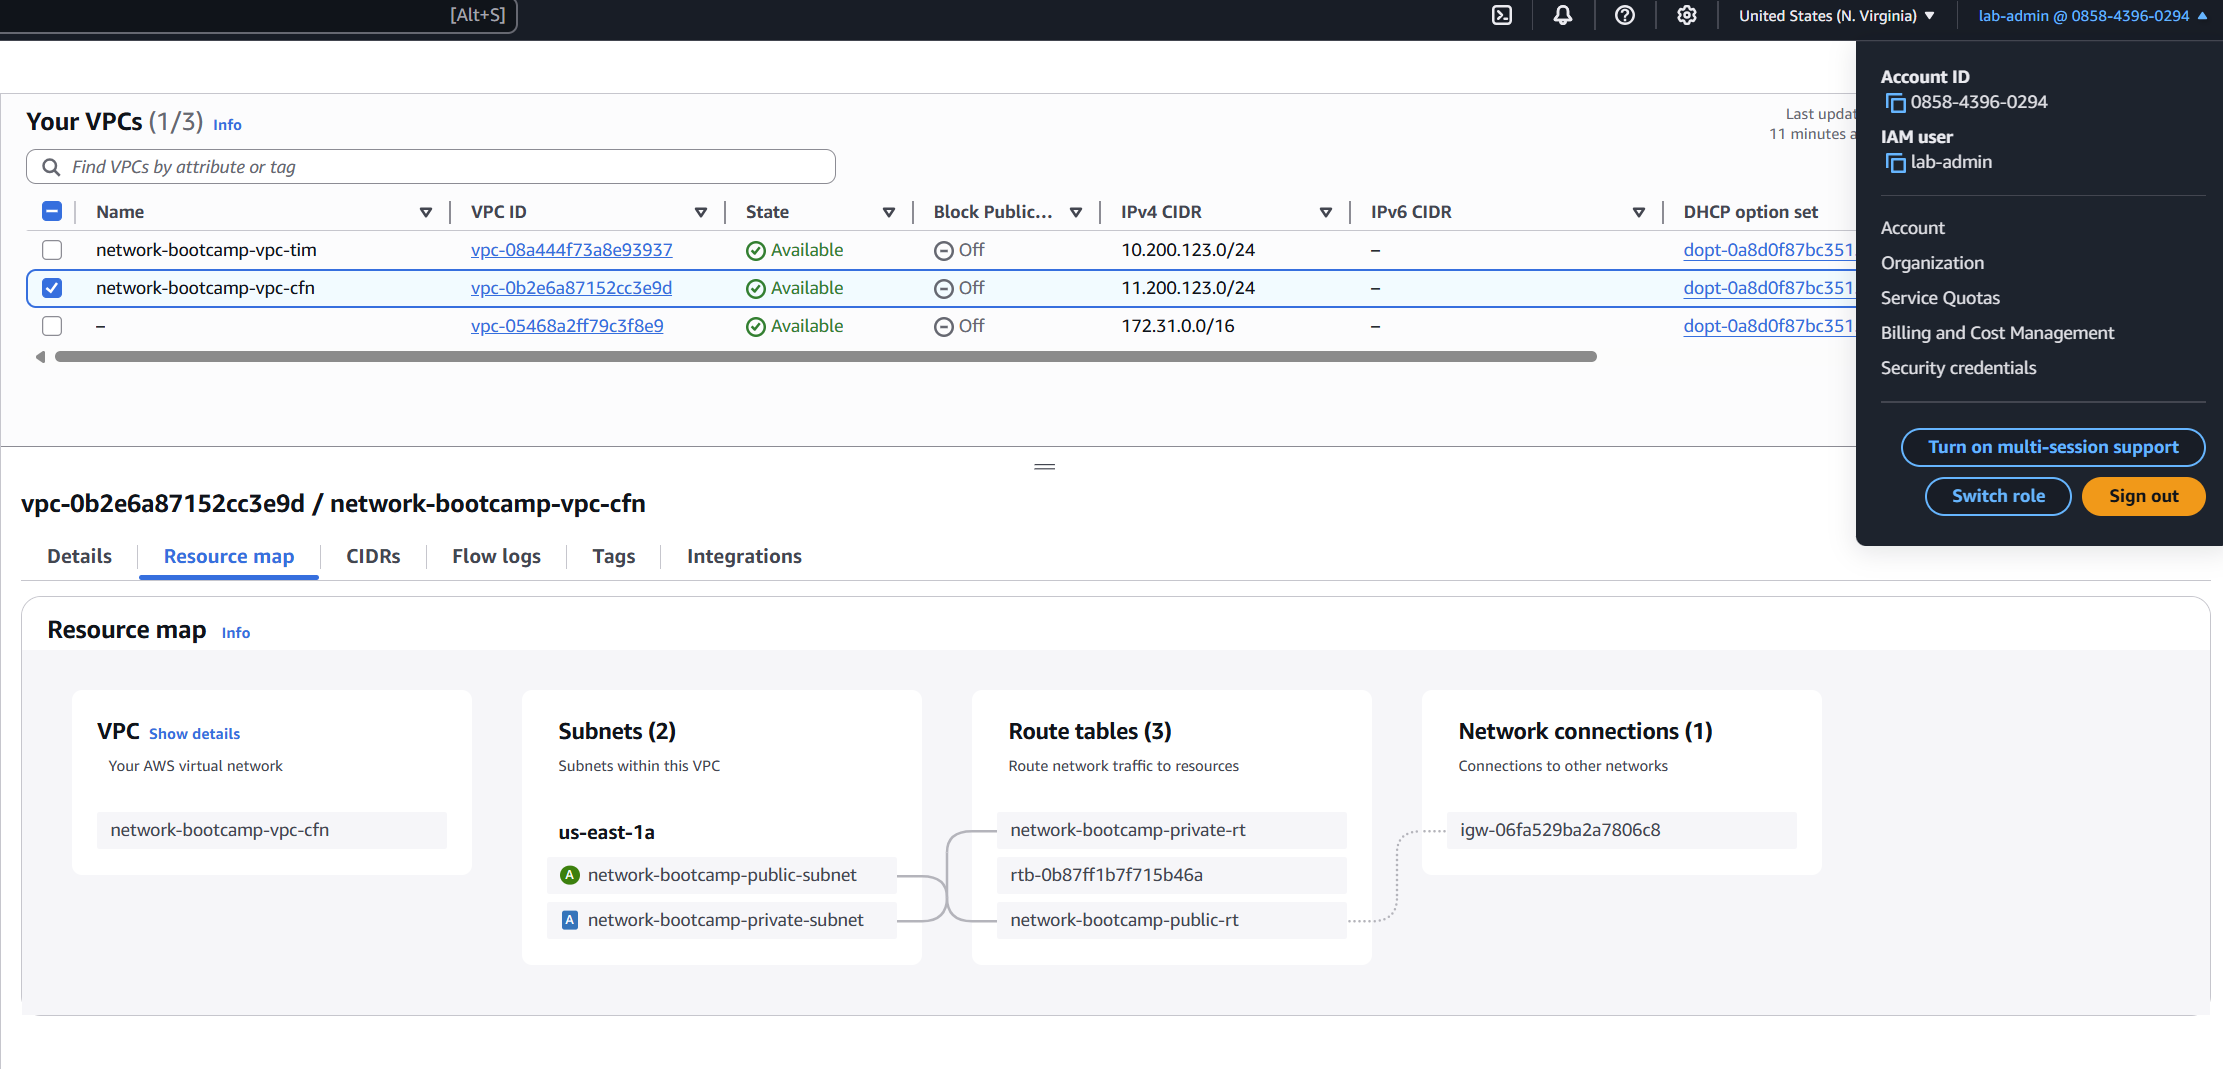 [Alt+S]
United States (N. Virginia)
lab-admin @ 0858-4396-0294
Account ID
0858-4396-0294
IAM user
lab-admin
Account
Organization
Service Quotas
Billing and Cost Management
Security credentials
Turn on multi-session support
Switch role
Sign out
Your VPCs (1/3) Info
Last updat
11 minutes a
Find VPCs by attribute or tag
Name VPC ID State Block Public... IPv4 CIDR IPv6 CIDR DHCP option set
network-bootcamp-vpc-tim vpc-08a444f73a8e93937 Available Off 10.200.123.0/24 – dopt-0a8d0f87bc351
network-bootcamp-vpc-cfn vpc-0b2e6a87152cc3e9d Available Off 11.200.123.0/24 – dopt-0a8d0f87bc351
– vpc-05468a2ff79c3f8e9 Available Off 172.31.0.0/16 – dopt-0a8d0f87bc351
vpc-0b2e6a87152cc3e9d / network-bootcamp-vpc-cfn
Details Resource map CIDRs Flow logs Tags Integrations
Resource map Info
VPC Show details
Your AWS virtual network
network-bootcamp-vpc-cfn
Subnets (2)
Subnets within this VPC
us-east-1a
A network-bootcamp-public-subnet
A network-bootcamp-private-subnet
Route tables (3)
Route network traffic to resources
network-bootcamp-private-rt
rtb-0b87ff1b7f715b46a
network-bootcamp-public-rt
Network connections (1)
Connections to other networks
igw-06fa529ba2a7806c8